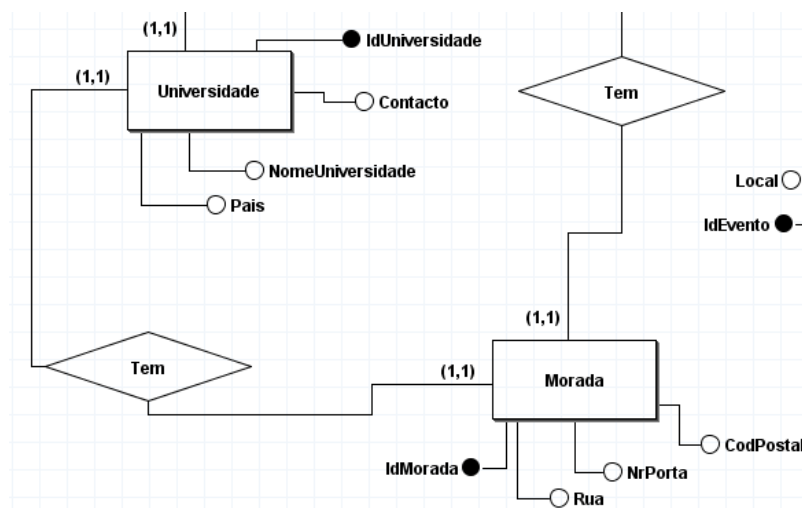 (1,1)
IdUniversidade
(1,1)
Universidade
Contacto
Tem
NomeUniversidade
Pais
Local
IdEvento
(1,1)
Tem
(1,1)
Morada
CodPostal
IdMorada
NrPorta
Rua